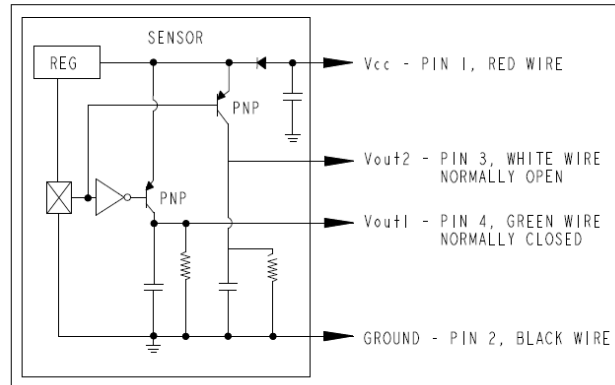 SENSOR
REG
Vcc - PIN 1, RED WIRE
PNP
Vout2 - PIN 3, WHITE WIRE
NORMALLY OPEN
PNP
Vout1 - PIN 4, GREEN WIRE
NORMALLY CLOSED
GROUND - PIN 2, BLACK WIRE